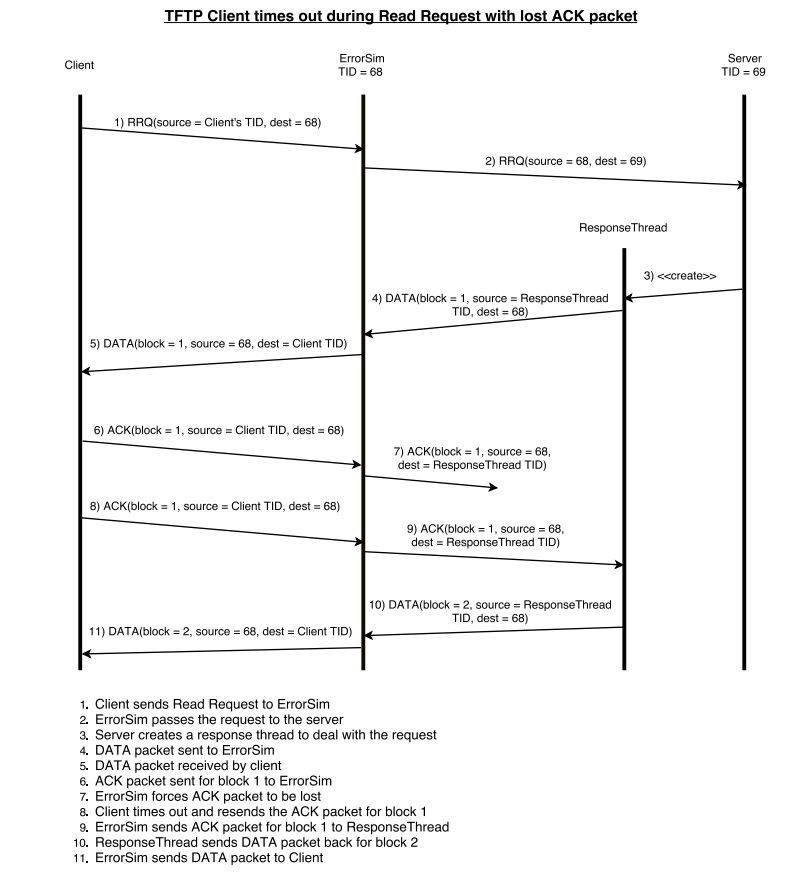 TFTP Client times out during Read Request with lost ACK packet
Client
ErrorSim
TID = 68
Server
TID = 69
1) RRQ(source = Client's TID, dest = 68)
2) RRQ(source = 68, dest = 69)
ResponseThread
3) <<create>>
4) DATA(block = 1, source = ResponseThread
TID, dest = 68)
5) DATA(block = 1, source = 68, dest = Client TID)
6) ACK(block = 1, source = Client TID, dest = 68)
7) ACK(block = 1, source = 68,
dest = ResponseThread TID)
8) ACK(block = 1, source = Client TID, dest = 68)
9) ACK(block = 1, source = 68,
dest = ResponseThread TID)
10) DATA(block = 2, source = ResponseThread
TID, dest = 68)
11) DATA(block = 2, source = 68, dest = Client TID)
1. Client sends Read Request to ErrorSim
2. ErrorSim passes the request to the server
3. Server creates a response thread to deal with the request
4. DATA packet sent to ErrorSim
5. DATA packet received by client
6. ACK packet sent for block 1 to ErrorSim
7. ErrorSim forces ACK packet to be lost
8. Client times out and resends the ACK packet for block 1
9. ErrorSim sends ACK packet for block 1 to ResponseThread
10. ResponseThread sends DATA packet back for block 2
11. ErrorSim sends DATA packet to Client